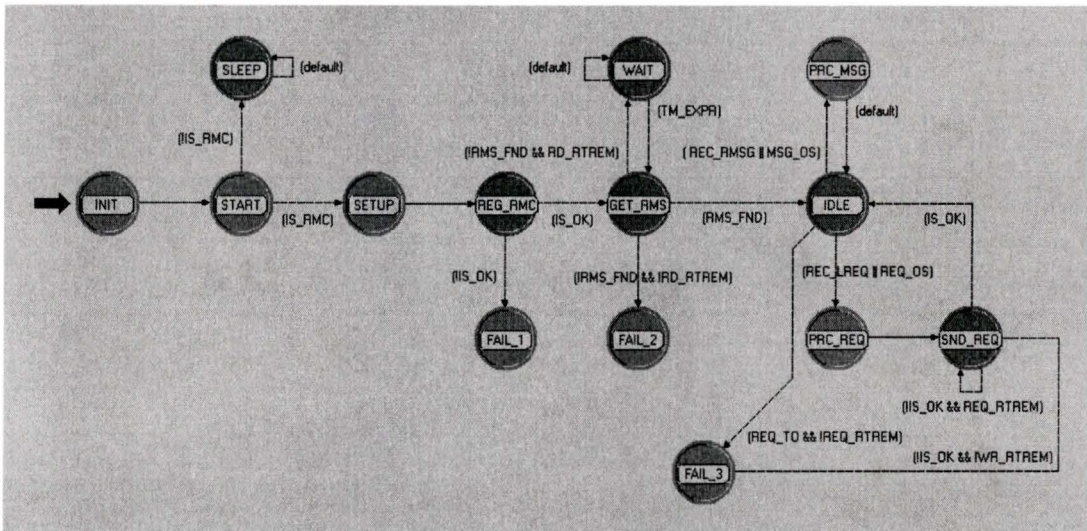 SLEEP
(default)
(default)
WAIT
PRC_MSG
(TM_EXPR)
(default)
(!IS_RMC)
(!RMS_FND && RD_RTREM)
(REC_RMSG || MSG_OS)
INIT
START
(IS_RMC)
SETUP
REG_RMC
(IS_OK)
GET_RMS
(RMS_FND)
IDLE
(IS_OK)
(!IS_OK)
(!RMS_FND && !RD_RTREM)
(REC_LREQ || REQ_OS)
FAIL_1
FAIL_2
PRC_REQ
SND_REQ
(!IS_OK && REQ_RTREM)
(REQ_TO && !REQ_RTREM)
(!IS_OK && !WR_RTREM)
FAIL_3